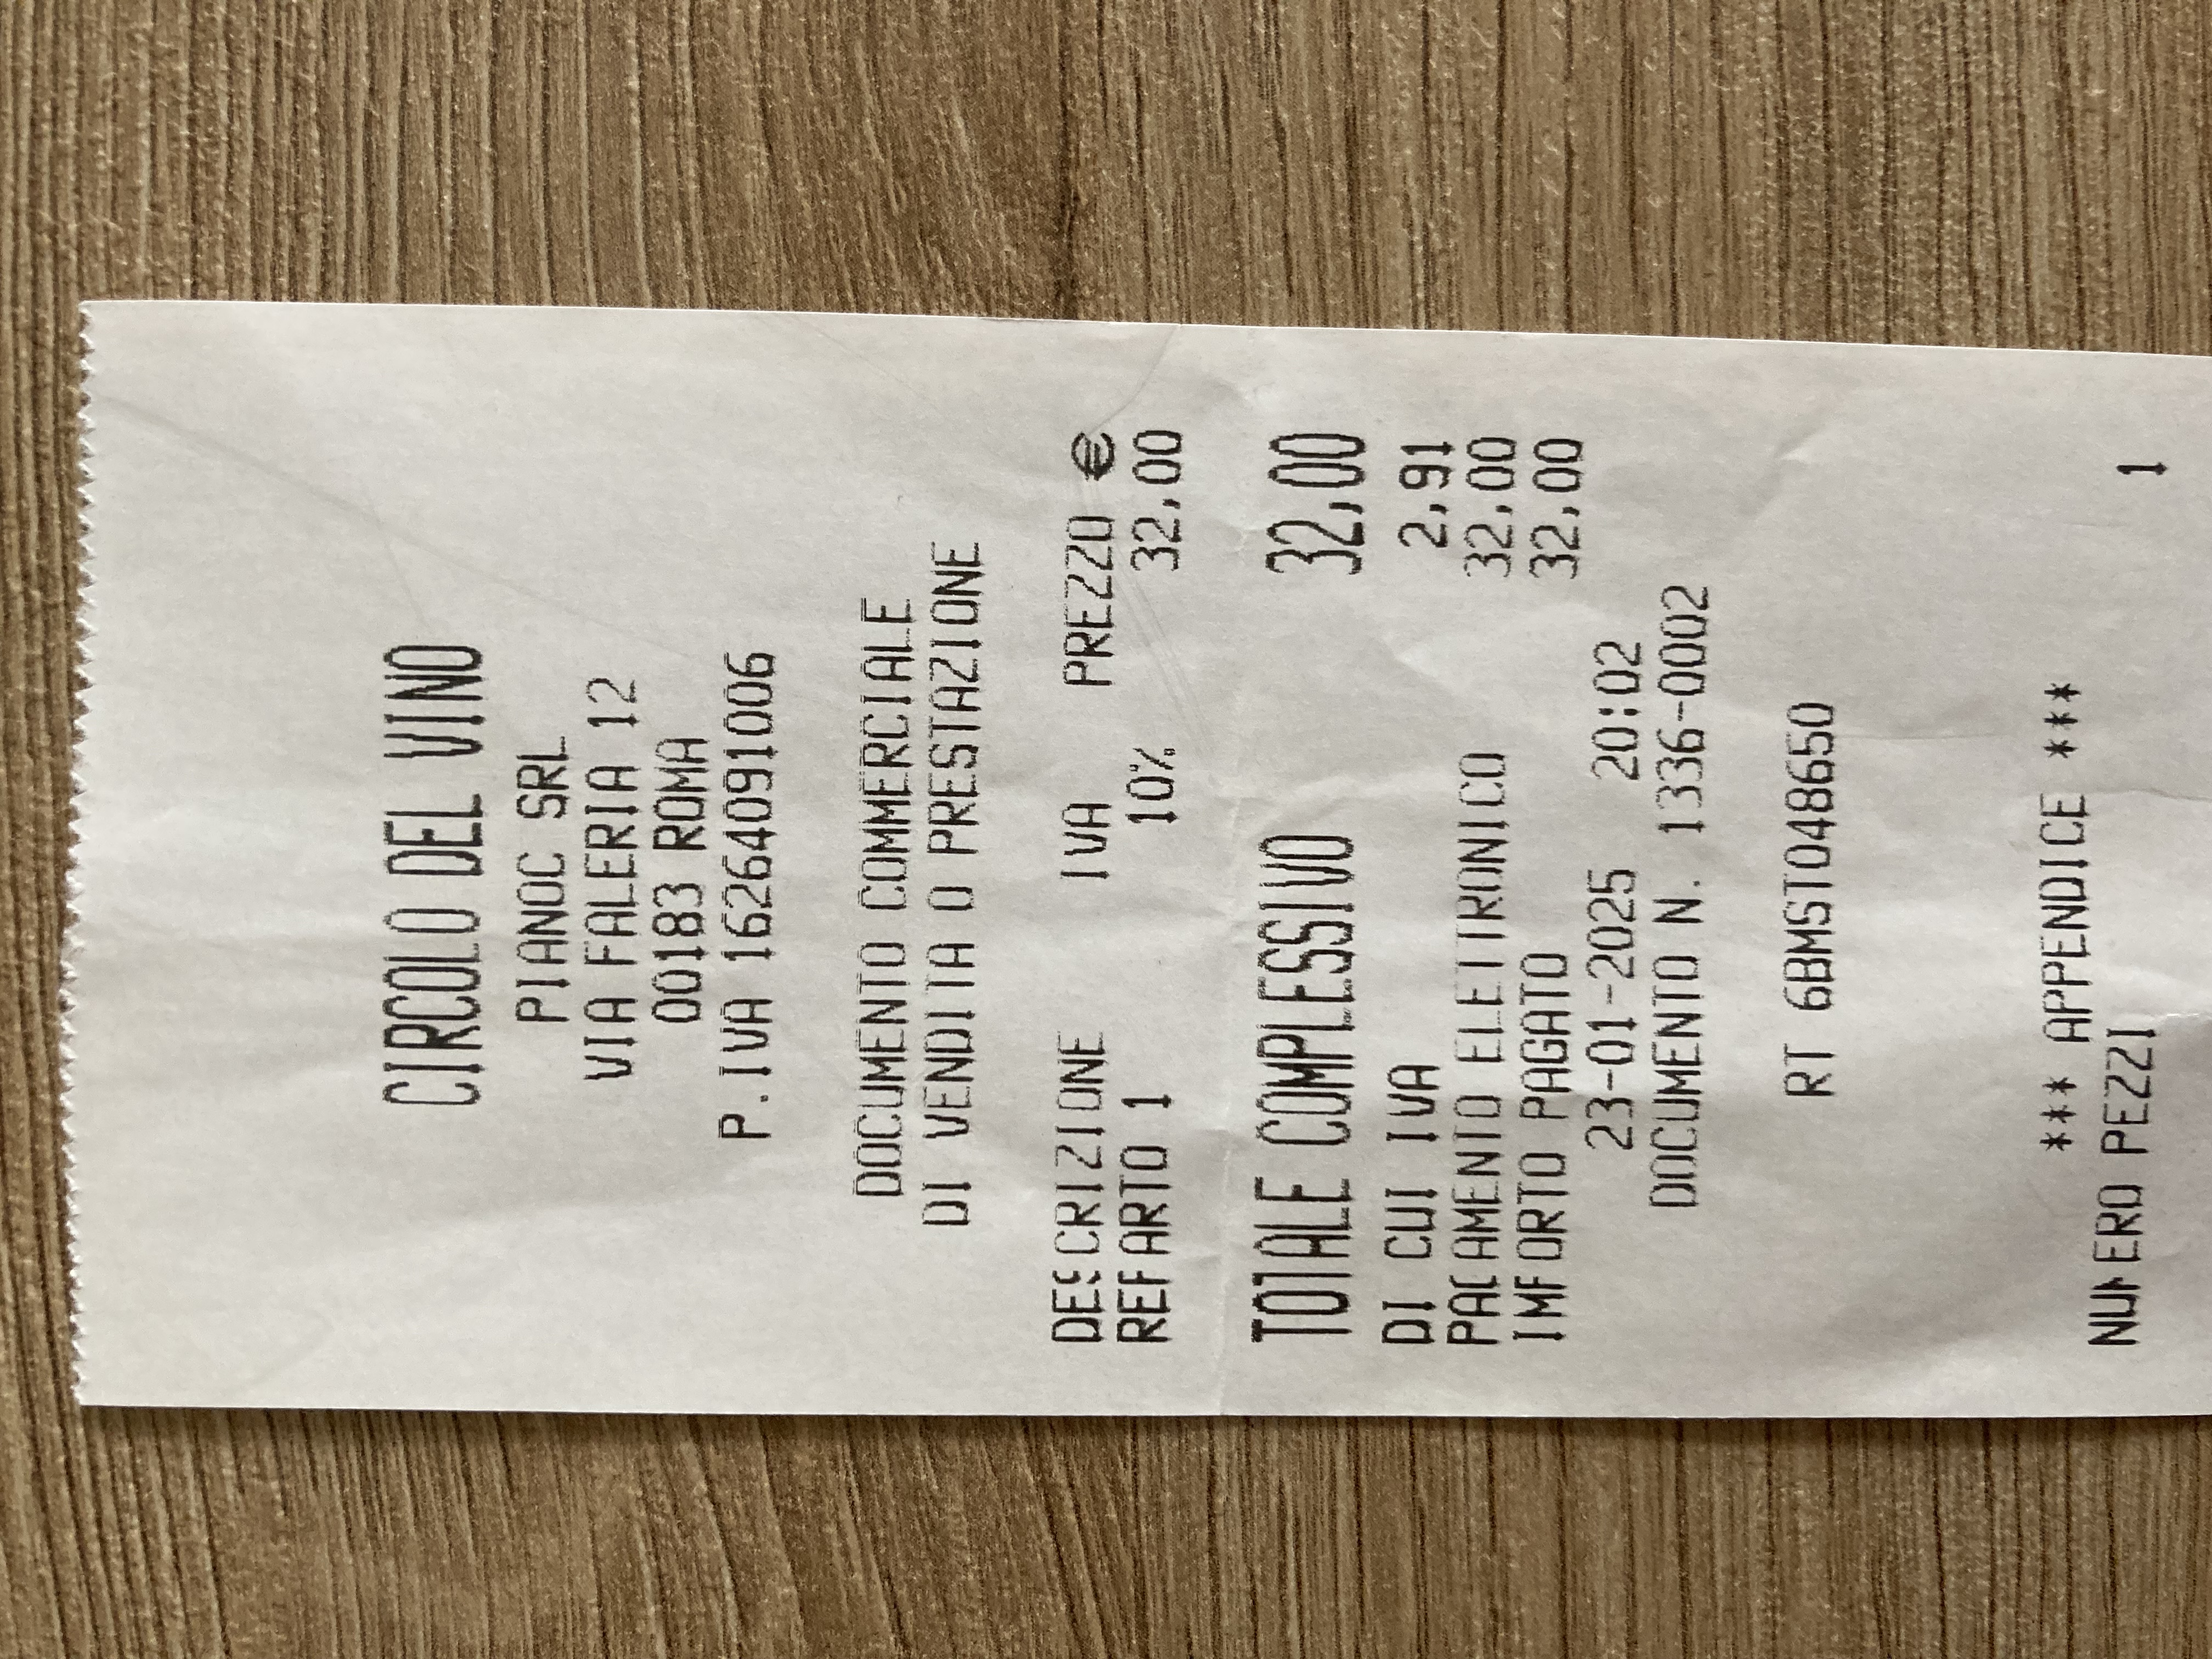 CIRCOLO DEL VINO
PIANOC SRL
VIA FALERIA 12
00183 ROMA
P.IVA 16264091006
DOCUMENTO COMMERCIALE
DI VENDITA O PRESTAZIONE
DESCRIZIONE IVA PREZZO €
REPARTO 1 10% 32,00
TOTALE COMPLESSIVO 32,00
DI CUI IVA 2,91
PAGAMENTO ELETTRONICO 32,00
IMPORTO PAGATO 32,00
23-01-2025 20:02
DOCUMENTO N. 1336-0002
RT 6BMST048650
*** APPENDICE ***
NUMERO PEZZI 1